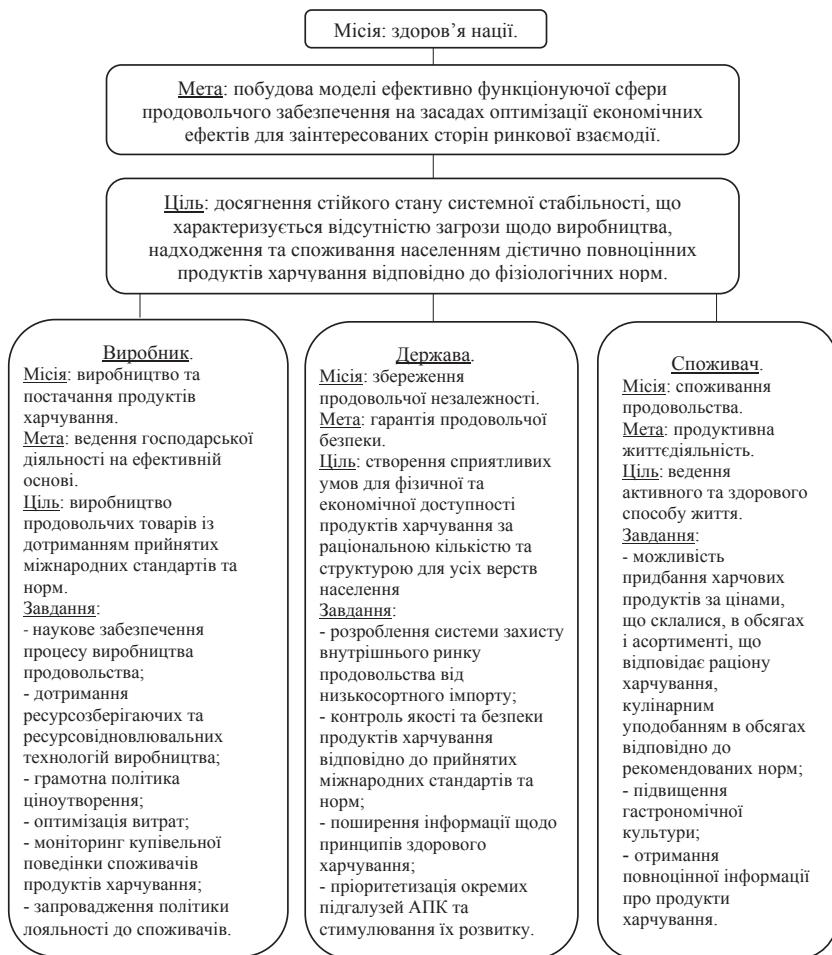 Місія: здоров’я нації.
Мета: побудова моделі ефективно функціонуючої сфери
продовольчого забезпечення на засадах оптимізації економічних
ефектів для заінтересованих сторін ринкової взаємодії.
Ціль: досягнення стійкого стану системної стабільності, що
характеризується відсутністю загрози щодо виробництва,
надходження та споживання населенням дієтично повноцінних
продуктів харчування відповідно до фізіологічних норм.
Виробник.
Місія: виробництво та
постачання продуктів
харчування.
Мета: ведення господарської
діяльності на ефективній
основі.
Ціль: виробництво
продовольчих товарів із
дотриманням прийнятих
міжнародних стандартів та
норм.
Завдання:
- наукове забезпечення
процесу виробництва
продовольства;
- дотримання
ресурсозберігаючих та
ресурсовідновлювальних
технологій виробництва;
- грамотна політика
ціноутворення;
- оптимізація витрат;
- моніторинг купівельної
поведінки споживачів
продуктів харчування;
- запровадження політики
лояльності до споживачів.
Держава.
Місія: збереження
продовольчої незалежності.
Мета: гарантія продовольчої
безпеки.
Ціль: створення сприятливих
умов для фізичної та
економічної доступності
продуктів харчування за
раціональною кількістю та
структурою для усіх верств
населення
Завдання:
- розроблення системи захисту
внутрішнього ринку
продовольства від
низькосортного імпорту;
- контроль якості та безпеки
продуктів харчування
відповідно до прийнятих
міжнародних стандартів та
норм;
- поширення інформації щодо
принципів здорового
харчування;
- пріоритетизація окремих
підгалузей АПК та
стимулювання їх розвитку.
Споживач.
Місія: споживання
продовольства.
Мета: продуктивна
життєдіяльність.
Ціль: ведення
активного та здорового
способу життя.
Завдання:
- можливість
придбання харчових
продуктів за цінами,
що склалися, в обсягах
і асортименті, що
відповідає раціону
харчування,
кулінарним
уподобанням в обсягах
відповідно до
рекомендованих норм;
- підвищення
гастрономічної
культури;
- отримання
повноцінної інформації
про продукти
харчування.